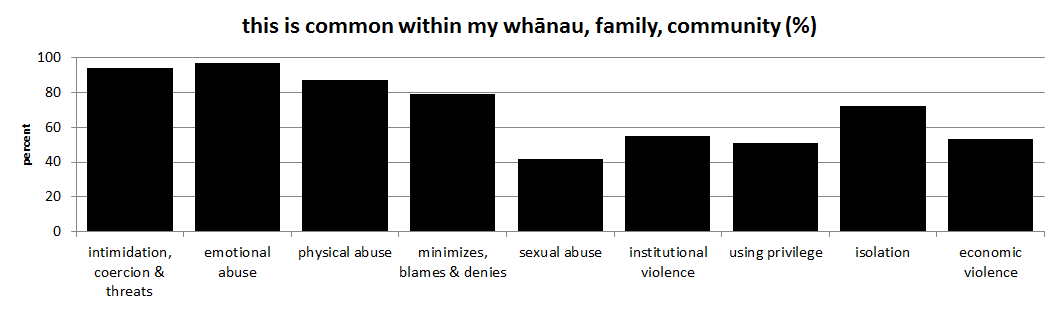 this is common within my whānau, family, community (%)
percent
100
80
60
40
20
0
intimidation,
coercion &
threats
emotional
abuse
physical abuse
minimizes,
blames & denies
sexual abuse
institutional
violence
using privilege
isolation
economic
violence